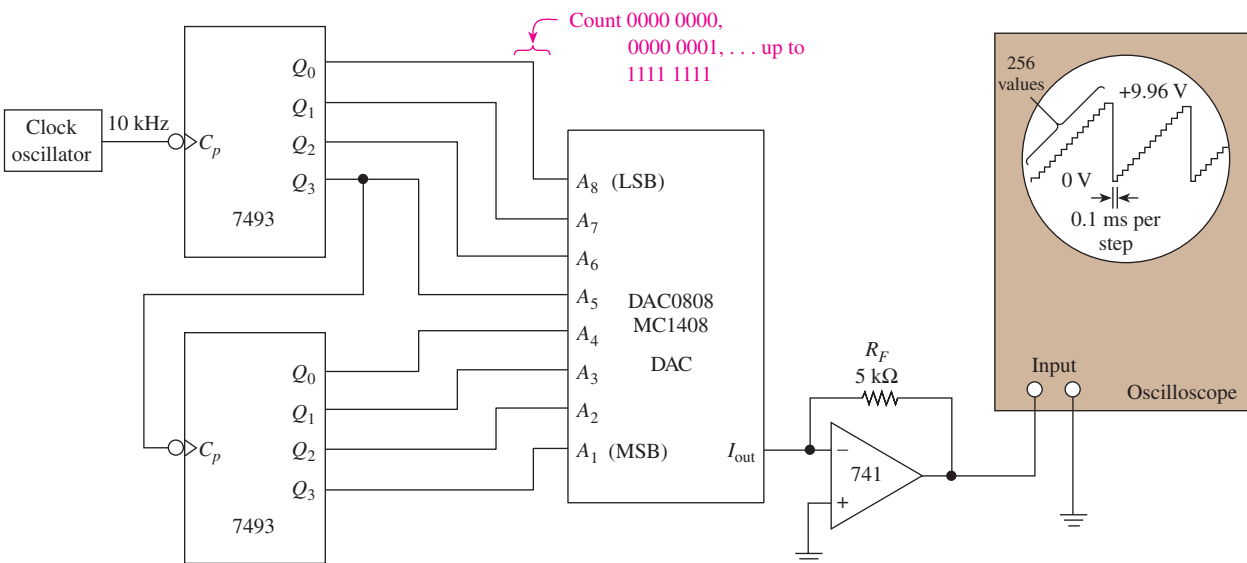 Count 0000 0000,
0000 0001, . . . up to
1111 1111
Clock
oscillator
10 kHz
Cp
Q0
Q1
Q2
Q3
7493
Cp
Q0
Q1
Q2
Q3
7493
A8 (LSB)
A7
A6
A5
A4
A3
A2
A1 (MSB)
DAC0808
MC1408
DAC
Iout
RF
5 kΩ
−
741
+
256
values
+9.96 V
0 V
0.1 ms per
step
Input
Oscilloscope